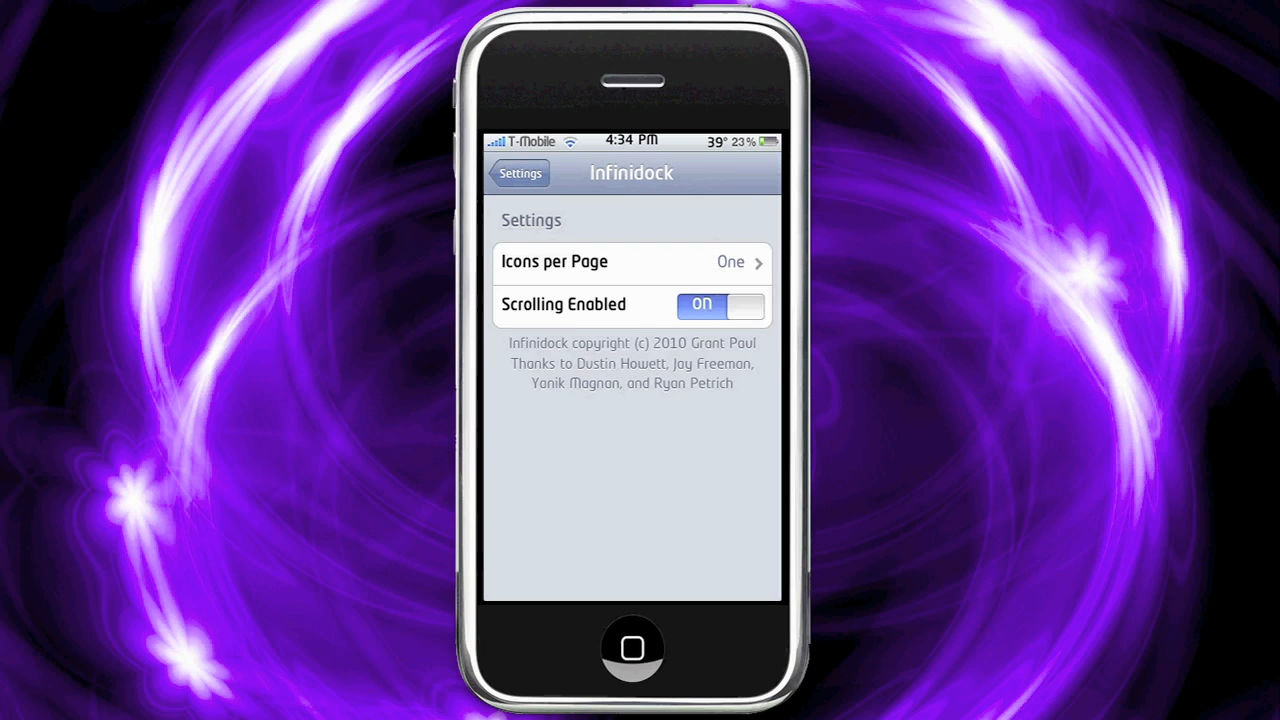 T-Mobile 4:34 PM 39° 23%
Settings Infinidock
Settings
Icons per Page One
Scrolling Enabled ON
Infinidock copyright (c) 2010 Grant Paul
Thanks to Dustin Howett, Jay Freeman,
Yanik Magnan, and Ryan Petrich